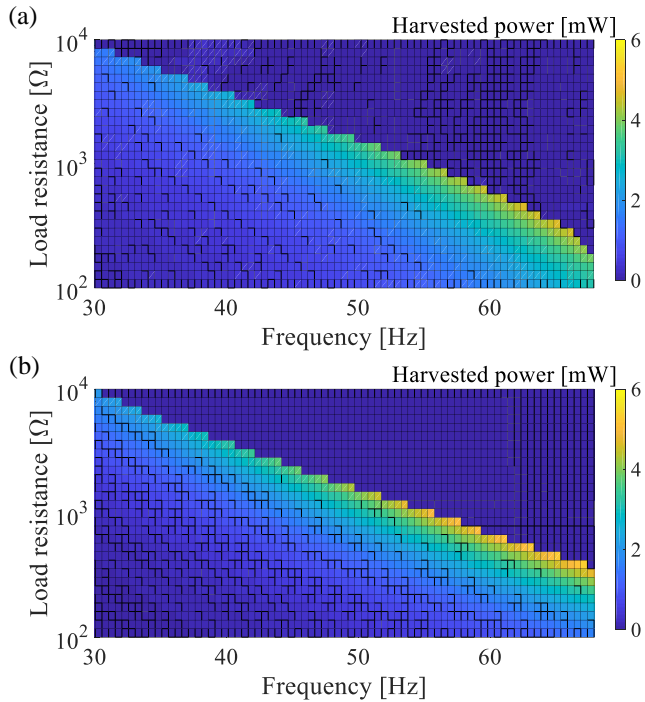 (a)
Harvested power [mW]
10^4
10^3
10^2
Load resistance [Ω]
30 40 50 60
Frequency [Hz]
6
4
2
0
(b)
Harvested power [mW]
10^4
10^3
10^2
Load resistance [Ω]
30 40 50 60
Frequency [Hz]
6
4
2
0